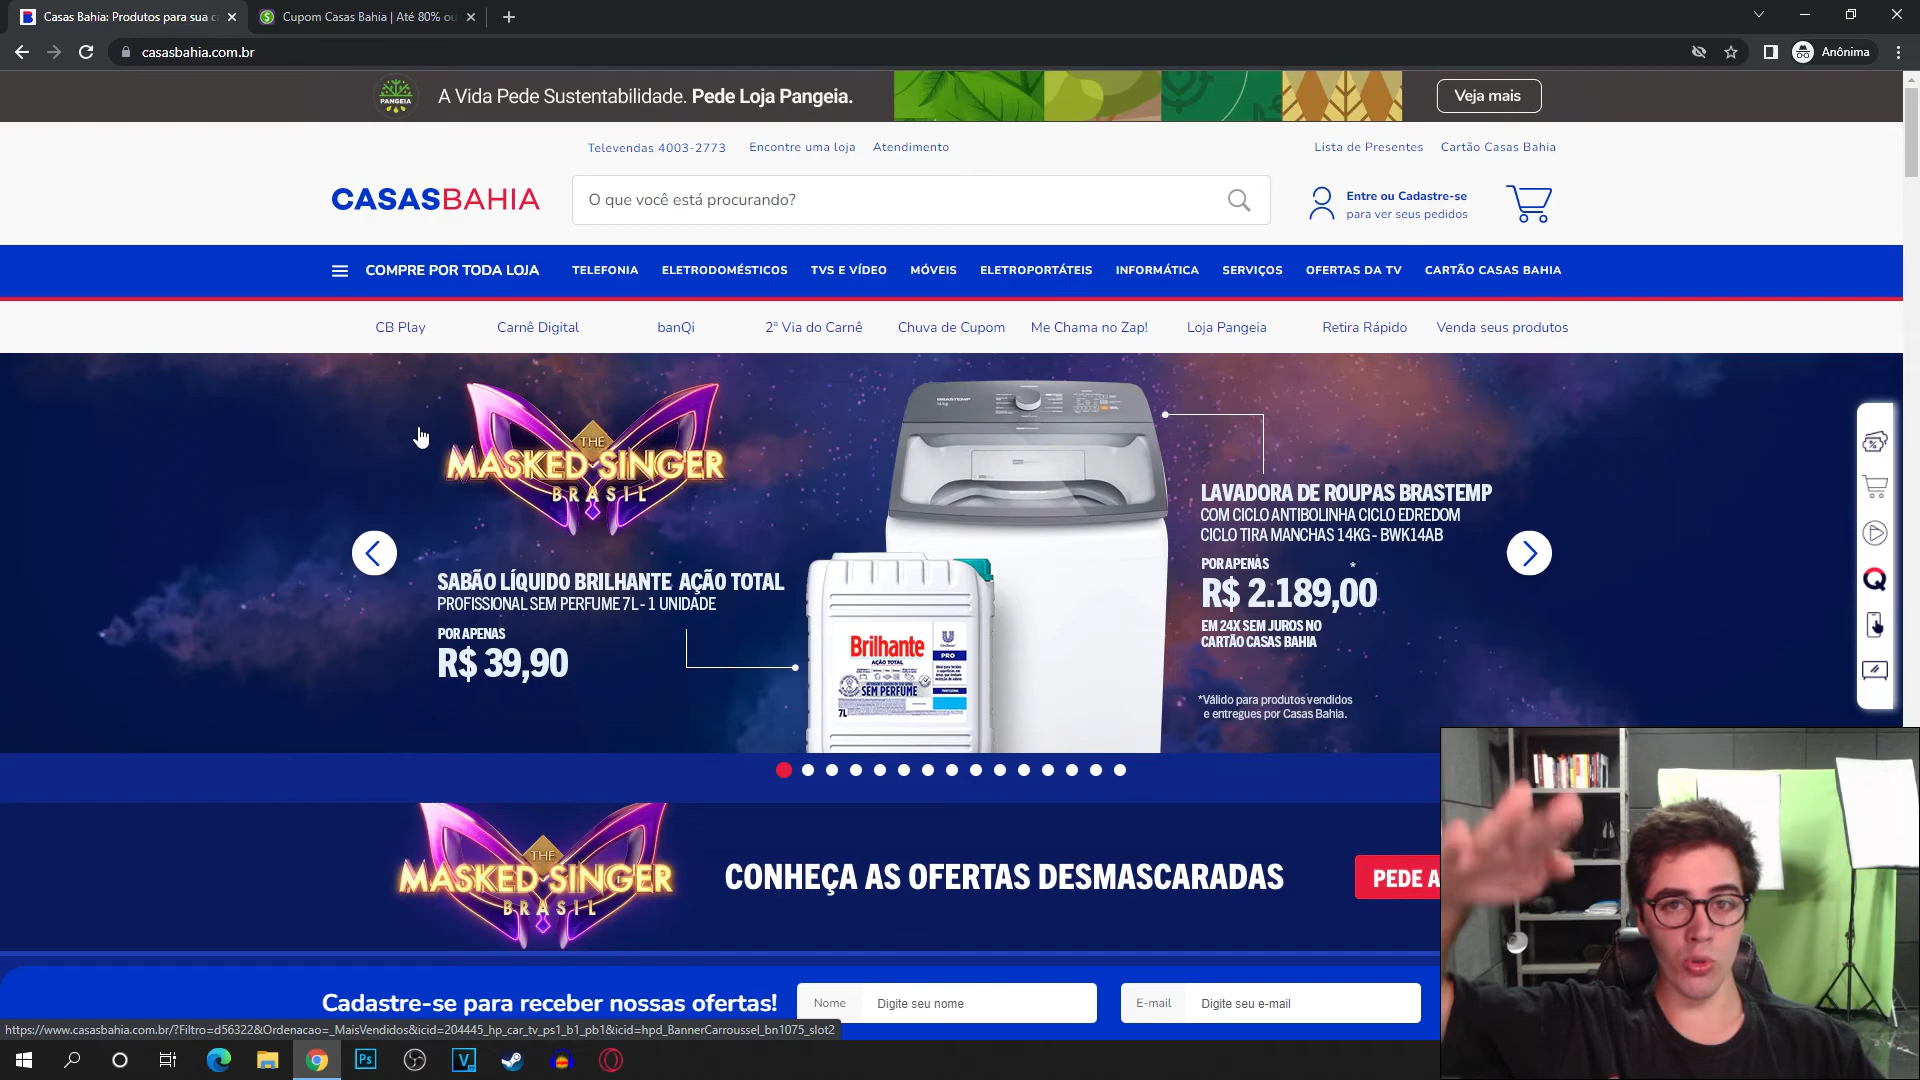 Casas Bahia: Produtos para sua c
Cupom Casas Bahia | Até 80% ou
casasbahia.com.br
Anônima
PANGEIA
A Vida Pede Sustentabilidade. Pede Loja Pangeia.
Veja mais
Televendas 4003-2773
Encontre uma loja
Atendimento
Lista de Presentes
Cartão Casas Bahia
CASASBAHIA
O que você está procurando?
Entre ou Cadastre-se
para ver seus pedidos
COMPRE POR TODA LOJA
TELEFONIA
ELETRODOMÉSTICOS
TVS E VÍDEO
MÓVEIS
ELETROPORTÁTEIS
INFORMÁTICA
SERVIÇOS
OFERTAS DA TV
CARTÃO CASAS BAHIA
CB Play
Carnê Digital
banQi
2ª Via do Carnê
Chuva de Cupom
Me Chama no Zap!
Loja Pangeia
Retira Rápido
Venda seus produtos
THE
MASKED SINGER
BRASIL
SABÃO LÍQUIDO BRILHANTE AÇÃO TOTAL
PROFISSIONAL SEM PERFUME 7L - 1 UNIDADE
POR APENAS
R$ 39,90
BRASTEMP
Brilhante
AÇÃO TOTAL
SEM PERFUME
7L
PRO
LAVADORA DE ROUPAS BRASTEMP
COM CICLO ANTIBOLINHA CICLO EDREDOM
CICLO TIRA MANCHAS 14KG - BWK14AB
POR APENAS *
R$ 2.189,00
EM 24X SEM JUROS NO
CARTÃO CASAS BAHIA
*Válido para produtos vendidos
e entregues por Casas Bahia.
THE
MASKED SINGER
BRASIL
CONHEÇA AS OFERTAS DESMASCARADAS
PEDE A
Cadastre-se para receber nossas ofertas!
Nome
Digite seu nome
E-mail
Digite seu e-mail
https://www.casasbahia.com.br/?Filtro=d56322&Ordenacao=_MaisVendidos&icid=204445_hp_car_tv_ps1_b1_pb1&icid=hpd_BannerCarroussel_bn1075_slot2
Ps
V